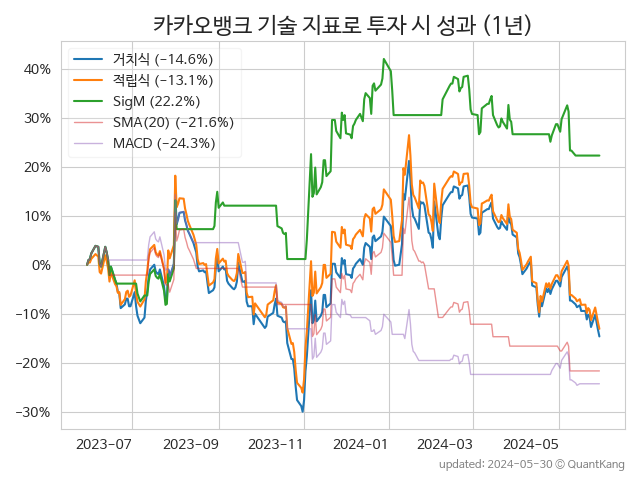 카카오뱅크 기술 지표로 투자 시 성과 (1년)
거치식 (−14.6%)
적립식 (−13.1%)
SigM (22.2%)
SMA(20) (−21.6%)
MACD (−24.3%)
40%
30%
20%
10%
0%
−10%
−20%
−30%
2023-07 2023-09 2023-11 2024-01 2024-03 2024-05
updated: 2024-05-30 ⓒ QuantKang